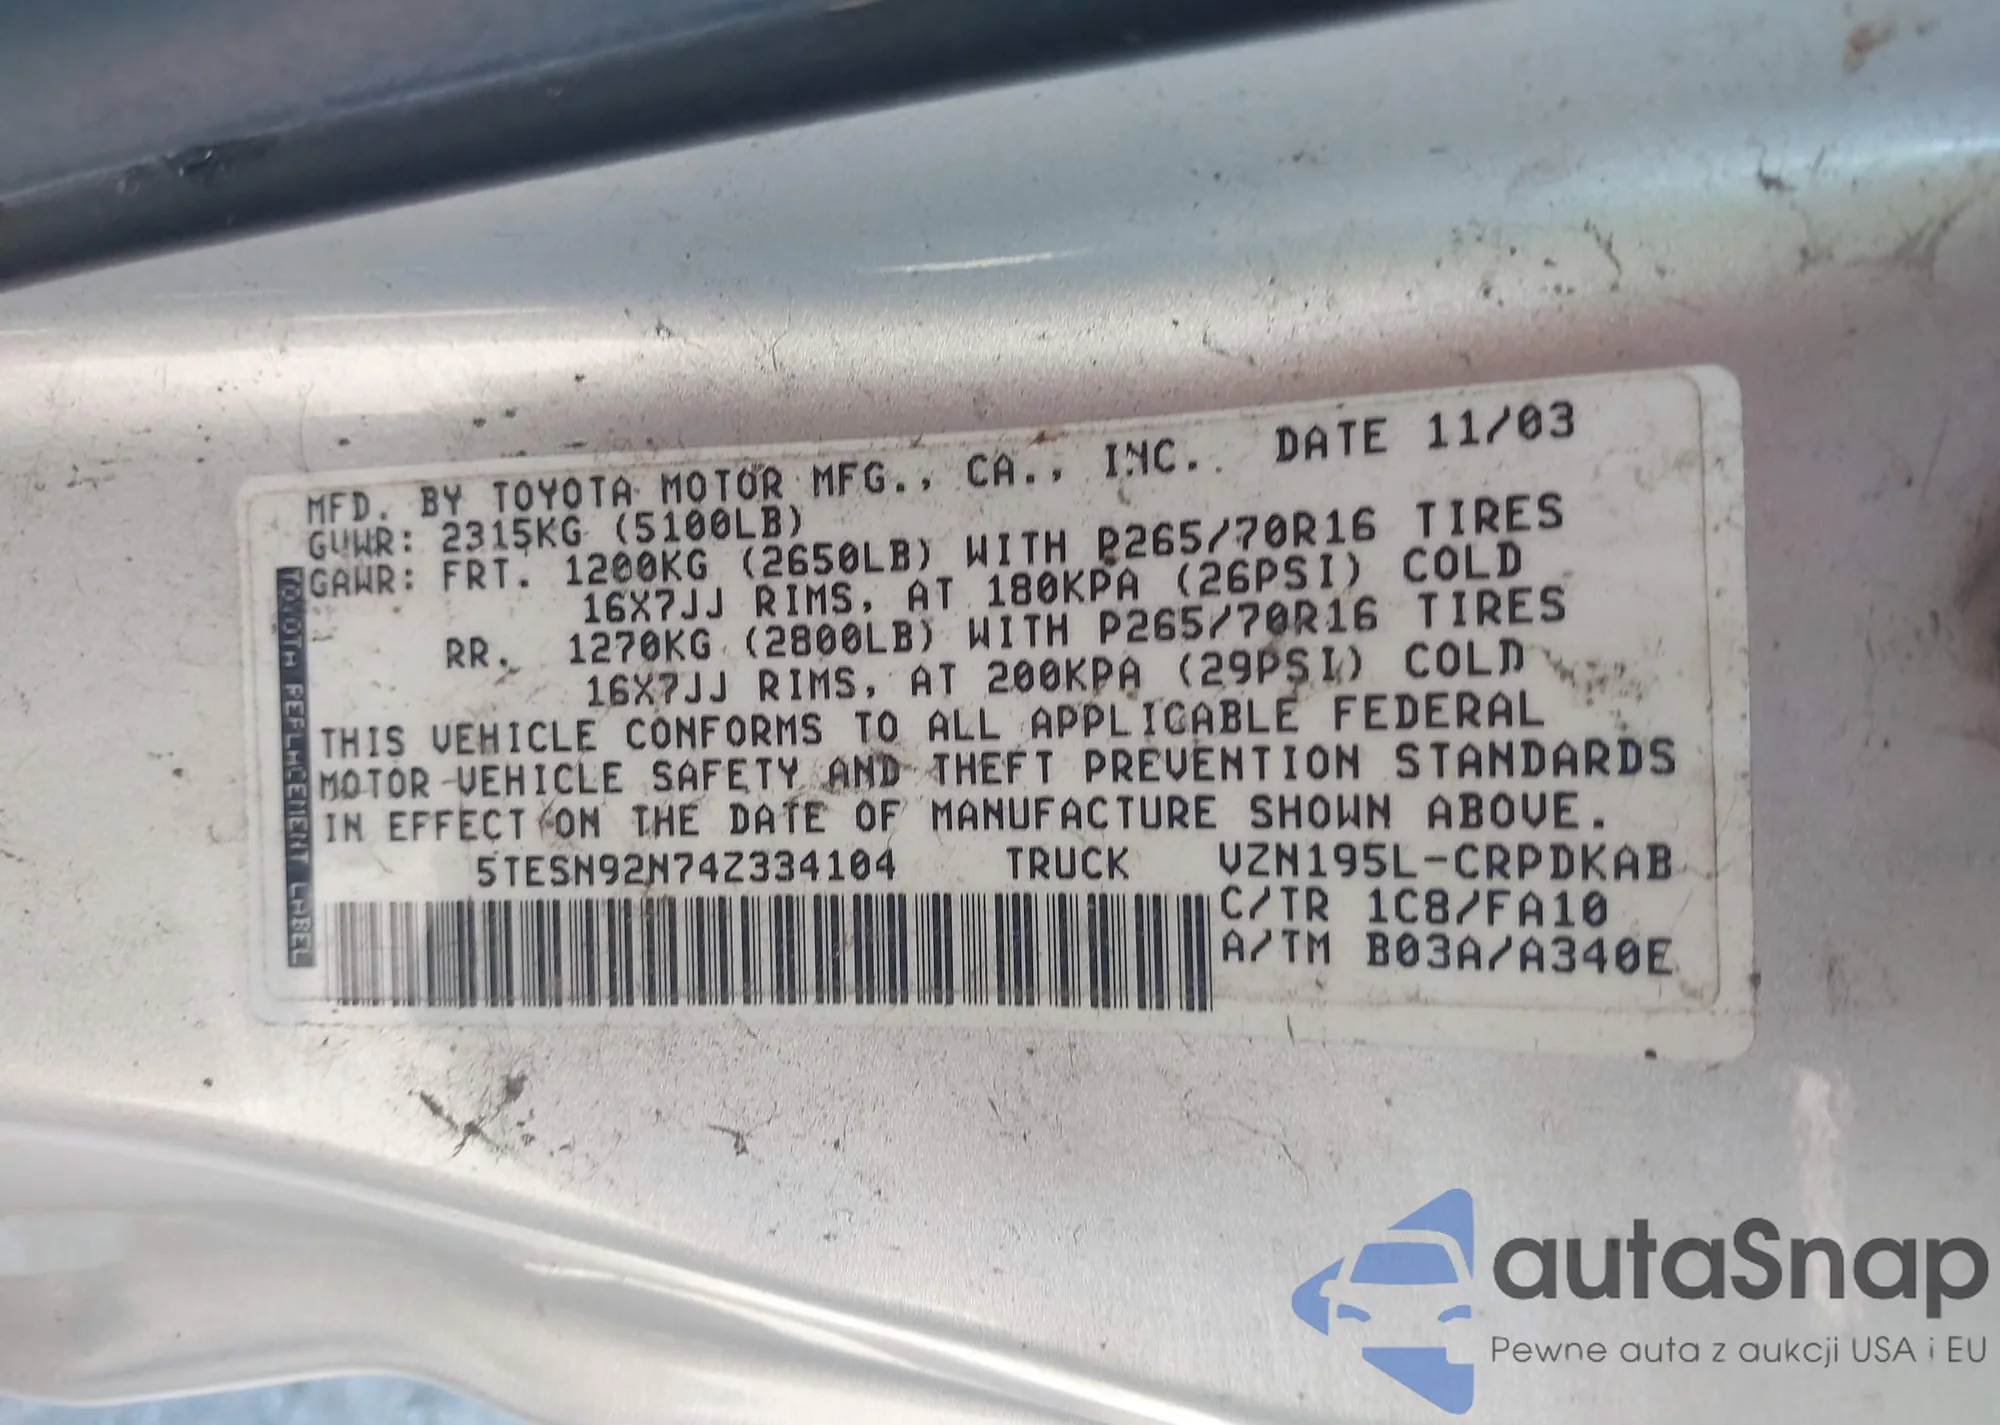 MFD. BY TOYOTA MOTOR MFG., CA., INC. DATE 11/03
GVWR: 2315KG (5100LB)
GAWR: FRT. 1200KG (2650LB) WITH P265/70R16 TIRES
16X7JJ RIMS, AT 180KPA (26PSI) COLD
RR. 1270KG (2800LB) WITH P265/70R16 TIRES
16X7JJ RIMS, AT 200KPA (29PSI) COLD
THIS VEHICLE CONFORMS TO ALL APPLICABLE FEDERAL
MOTOR VEHICLE SAFETY AND THEFT PREVENTION STANDARDS
IN EFFECT ON THE DATE OF MANUFACTURE SHOWN ABOVE.
5TESN92N74Z334104 TRUCK VZN195L-CRPDKAB
C/TR 1C8/FA10
A/TM B03A/A340E
TOYOTA REPLACEMENT LABEL
autaSnap
Pewne auta z aukcji USA i EU